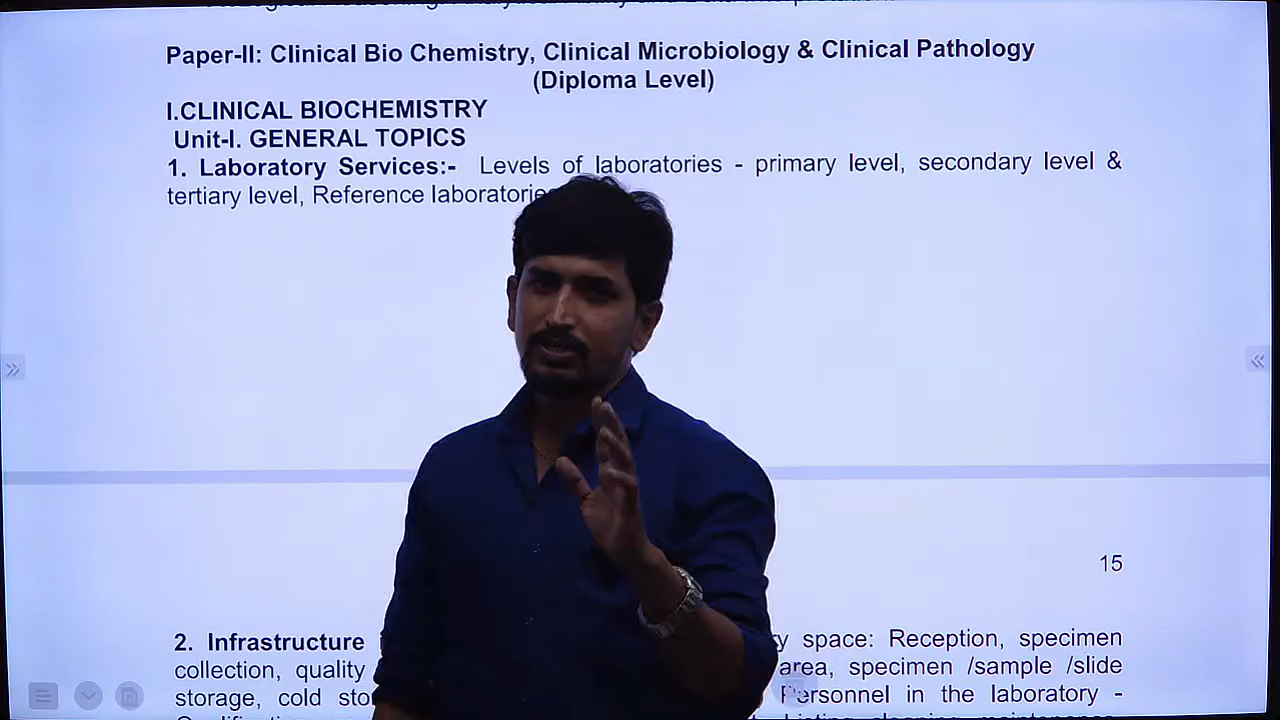 Paper-II: Clinical Bio Chemistry, Clinical Microbiology & Clinical Pathology
(Diploma Level)
I.CLINICAL BIOCHEMISTRY
Unit-I. GENERAL TOPICS
1. Laboratory Services:- Levels of laboratories - primary level, secondary level &
tertiary level, Reference laboratorie
15
2. Infrastructure space: Reception, specimen
collection, quality area, specimen /sample /slide
storage, cold Personnel in the laboratory -